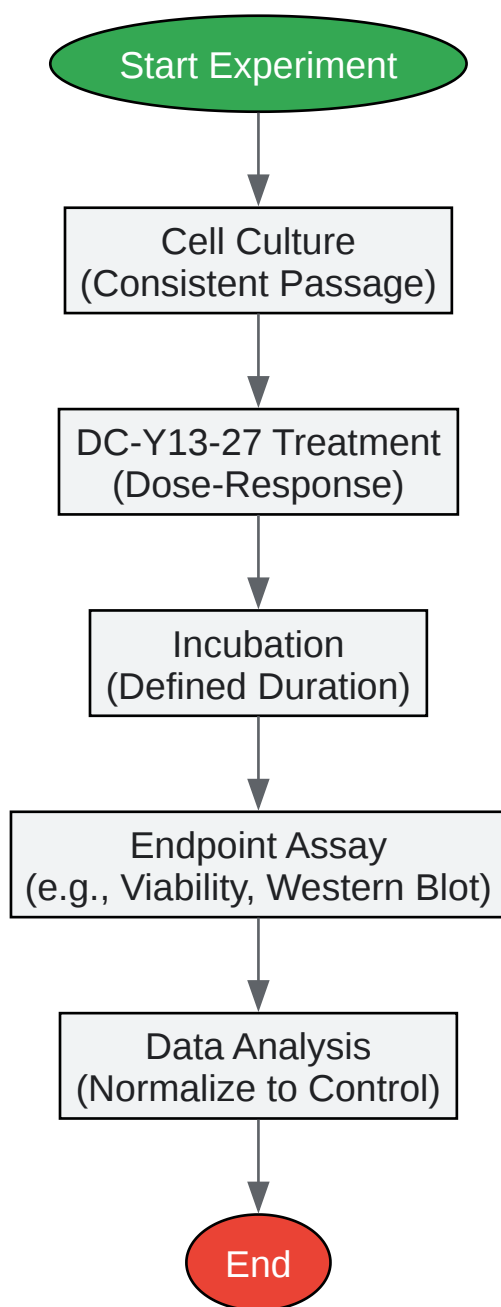 Start Experiment
Cell Culture
(Consistent Passage)
DC-Y13-27 Treatment
(Dose-Response)
Incubation
(Defined Duration)
Endpoint Assay
(e.g., Viability, Western Blot)
Data Analysis
(Normalize to Control)
End